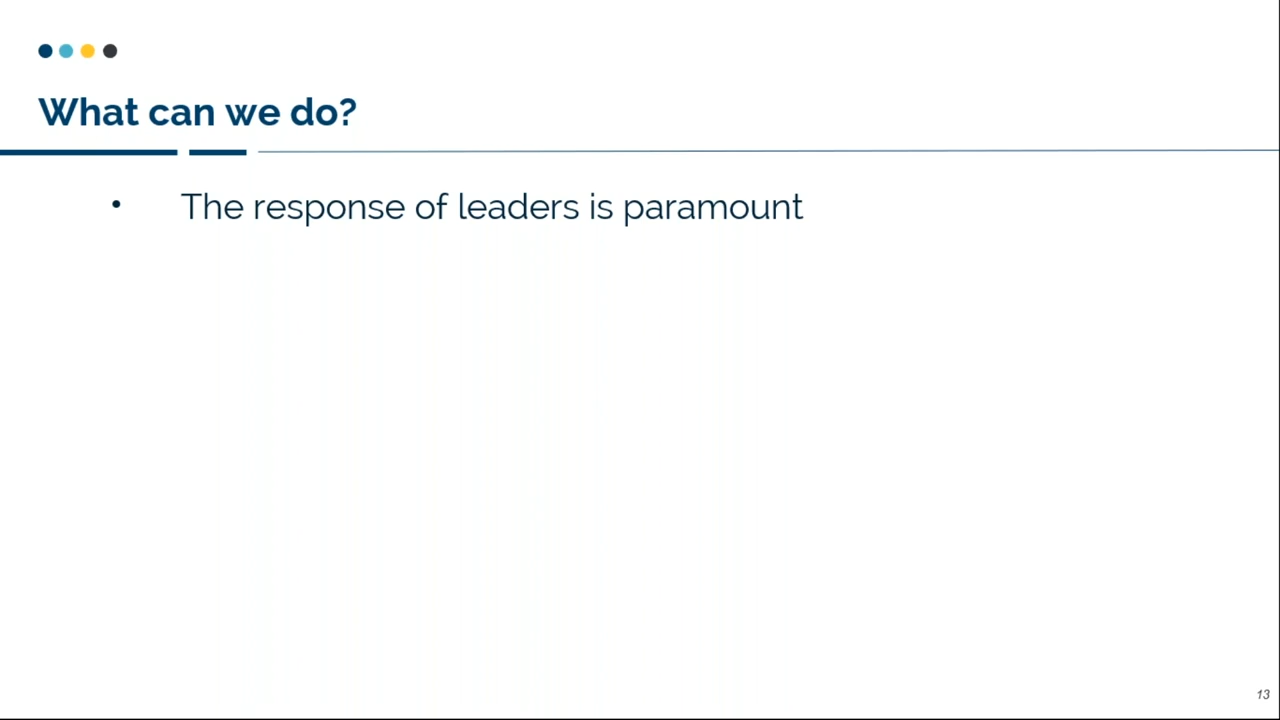 What can we do?
• The response of leaders is paramount
13